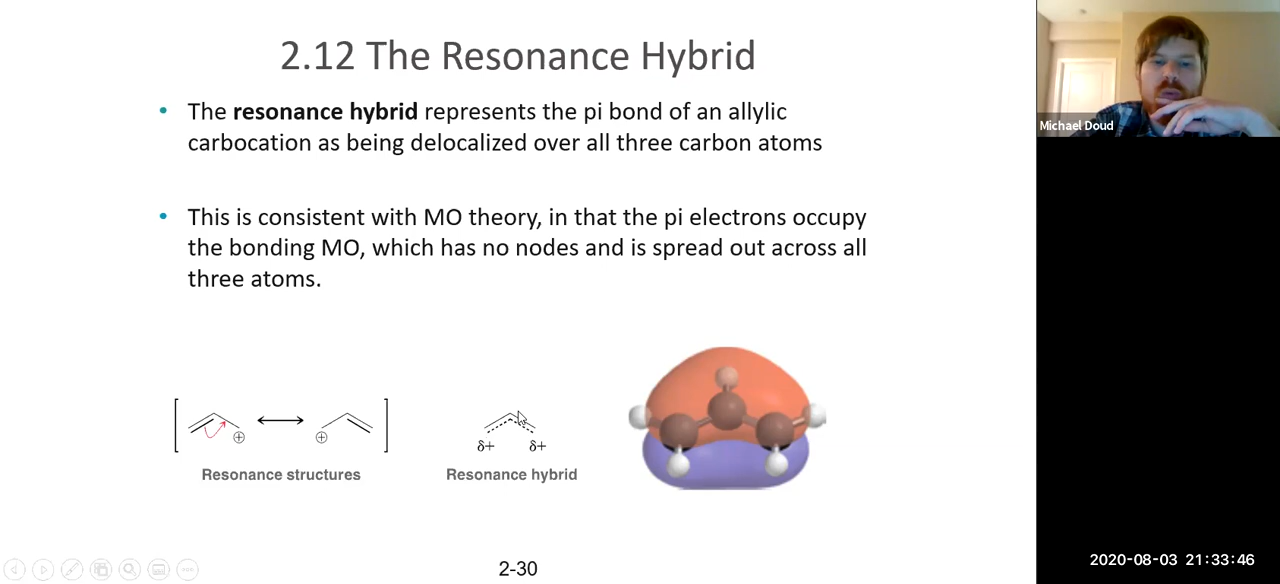 2.12 The Resonance Hybrid
• The resonance hybrid represents the pi bond of an allylic
carbocation as being delocalized over all three carbon atoms
• This is consistent with MO theory, in that the pi electrons occupy
the bonding MO, which has no nodes and is spread out across all
three atoms.
⊕ ⊕
δ+ δ+
Resonance structures
Resonance hybrid
2-30
Michael Doud
2020-08-03 21:33:46